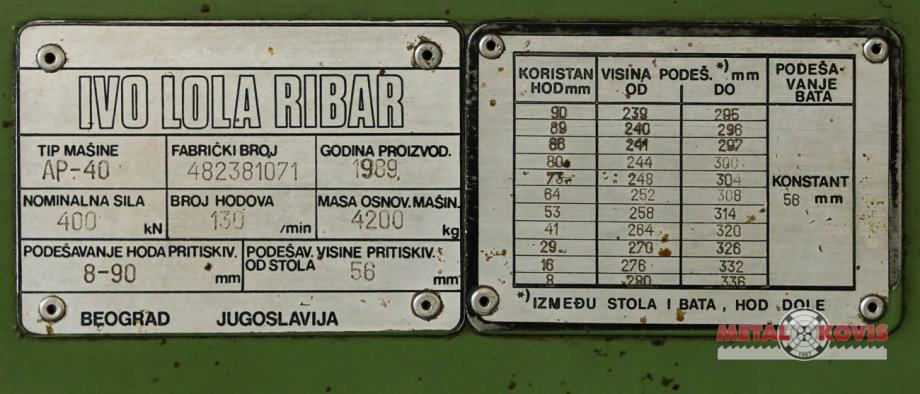 IVO LOLA RIBAR
TIP MAŠINE FABRIČKI BROJ GODINA PROIZVOD.
AP-40 482381071 1989.
NOMINALNA SILA BROJ HODOVA MASA OSNOV. MAŠIN.
400 kN 130 /min 4200 kg
PODEŠAVANJE HODA PRITISKIV. PODEŠAV. VISINE PRITISKIV.
OD STOLA
8-90 mm 56 mm
BEOGRAD JUGOSLAVIJA
KORISTAN VISINA PODEŠ. *) mm PODEŠA-
HOD mm OD DO VANJE
BATA
90 239 295
89 240 296
86 241 297
80 244 300
73 248 304
64 252 308
53 258 314
41 264 320
29 270 326
16 276 332
8 280 336
KONSTANT
56 mm
*) IZMEĐU STOLA I BATA, HOD DOLE
METAL KOVIS
1987